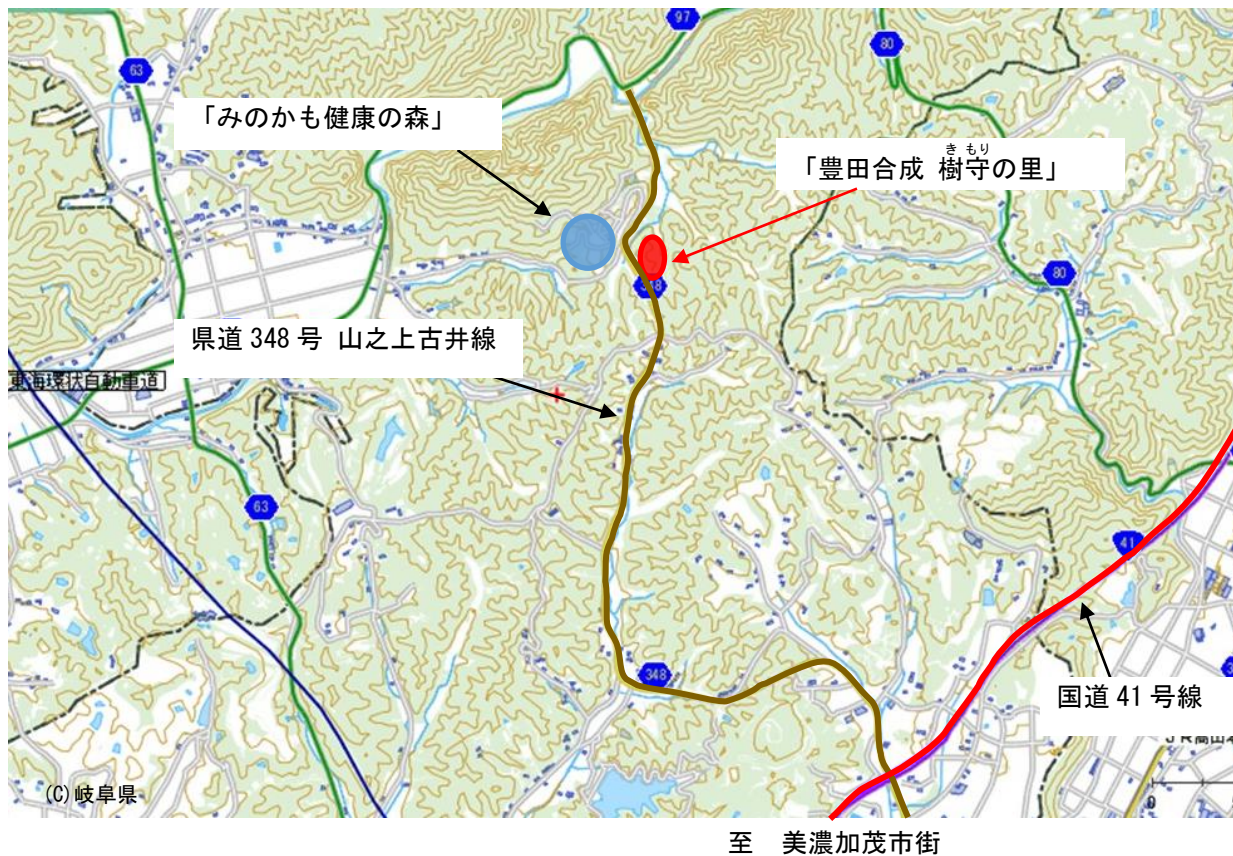 97
63
80
「みのかも健康の森」
きもり
「豊田合成 樹守の里」
80
県道 348 号 山之上古井線
東海環状自動車道
63
41
348
国道 41 号線
(C)岐阜県
0
至 美濃加茂市街